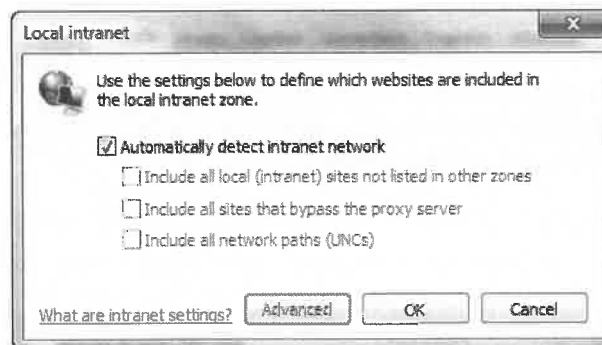 Local intranet
Use the settings below to define which websites are included in
the local intranet zone.
Automatically detect intranet network
Include all local (intranet) sites not listed in other zones
Include all sites that bypass the proxy server
Include all network paths (UNCs)
What are intranet settings?
Advanced
OK
Cancel